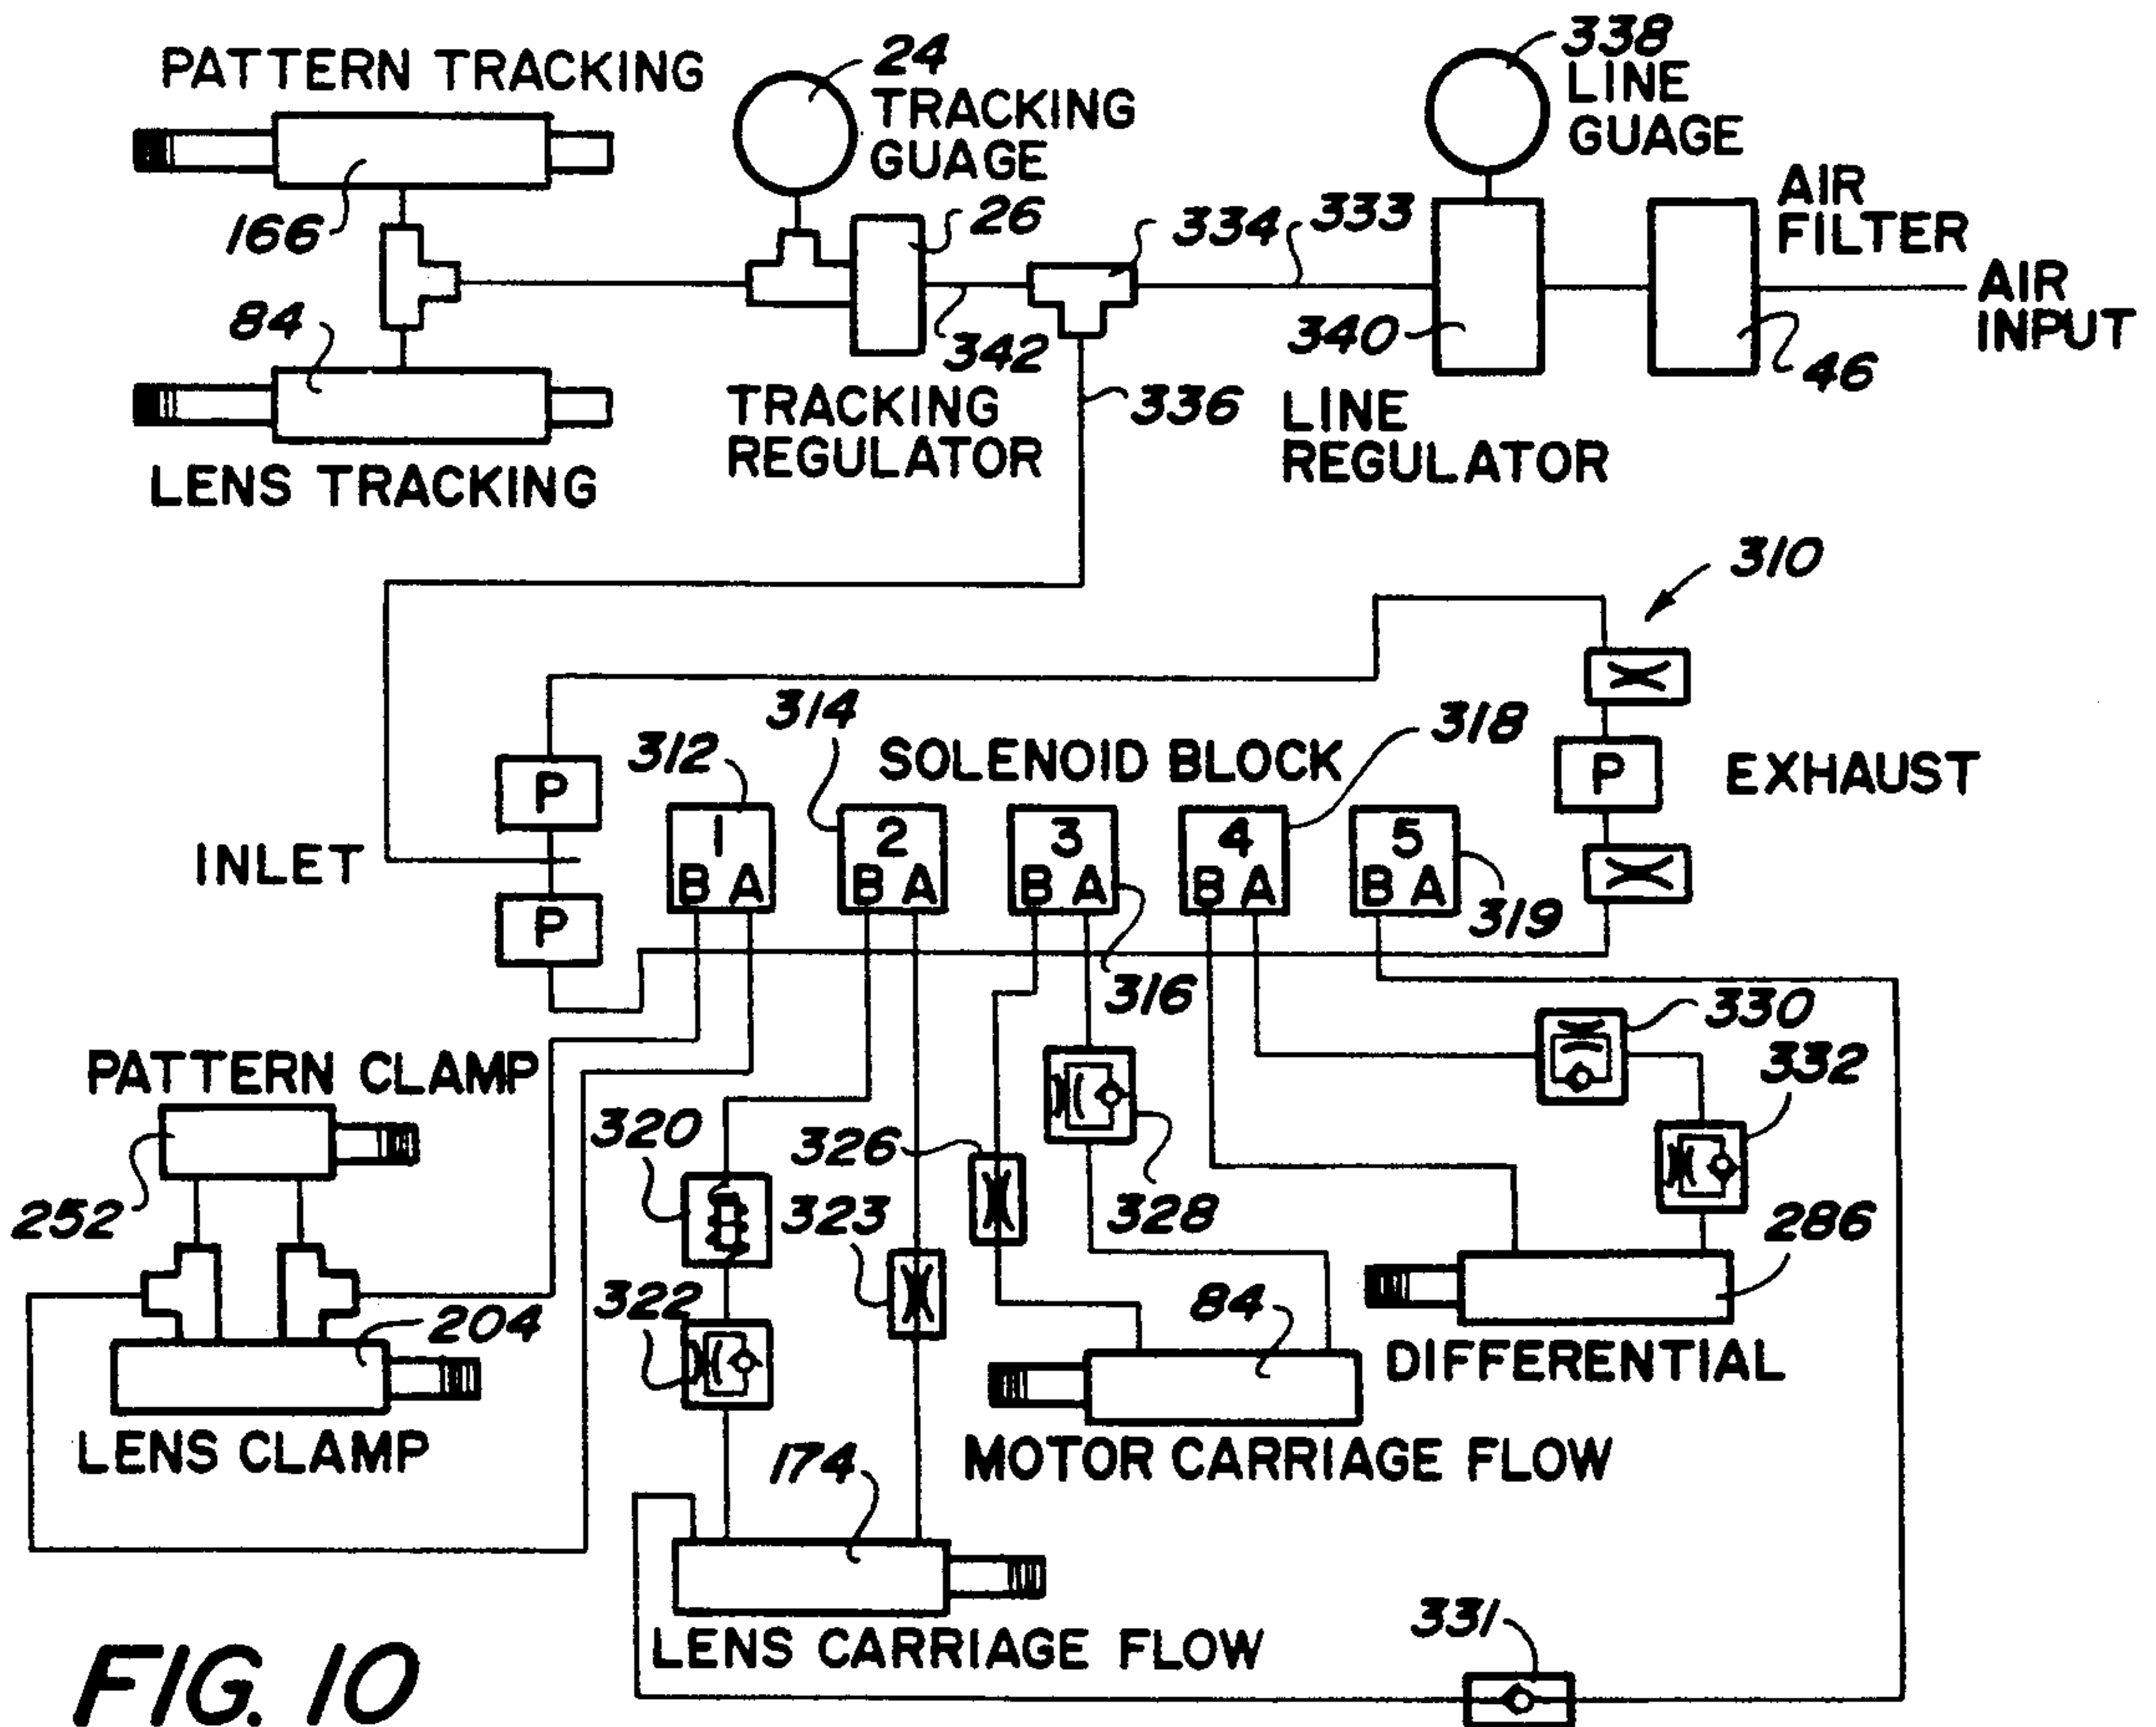 PATTERN TRACKING
24
TRACKING
GUAGE
338
LINE
GUAGE
166
26
334
333
AIR
FILTER
AIR
INPUT
84
342
340
46
336
TRACKING
REGULATOR
LINE
REGULATOR
LENS TRACKING
310
314
312
SOLENOID BLOCK
318
P
P
EXHAUST
INLET
1
B A
2
B A
3
B A
4
B A
5
B A
P
319
316
330
332
PATTERN CLAMP
320
326
252
323
328
286
322
204
84
DIFFERENTIAL
LENS CLAMP
174
MOTOR CARRIAGE FLOW
331
LENS CARRIAGE FLOW
FIG. 10